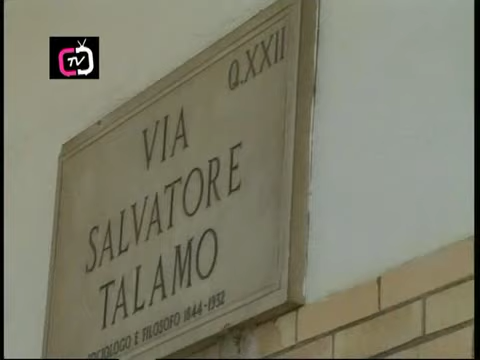 TV
Q.XXII
VIA
SALVATORE
TALAMO
SOCIOLOGO E FILOSOFO 1844-1932